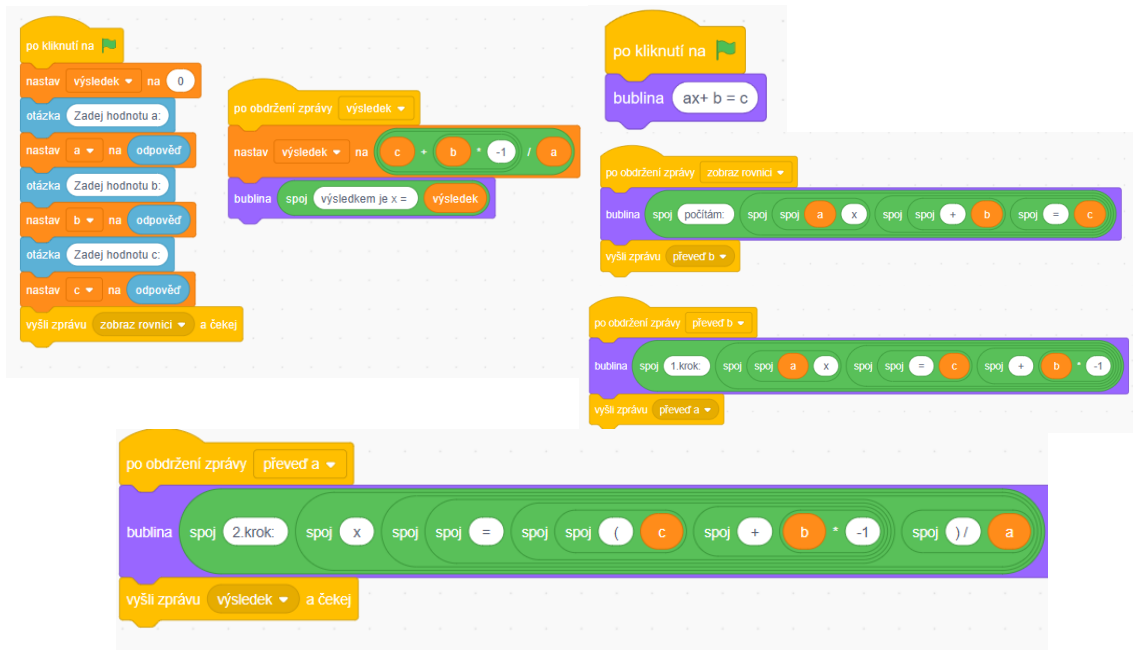 po kliknutí na
nastav výsledek na 0
otázka Zadej hodnotu a:
nastav a na odpověď
otázka Zadej hodnotu b:
nastav b na odpověď
otázka Zadej hodnotu c:
nastav c na odpověď
vyšli zprávu zobraz rovnici a čekej
po obdržení zprávy výsledek
nastav výsledek na c + b * -1 / a
bublina spoj výsledkem je x = výsledek
po kliknutí na
bublina ax+ b = c
po obdržení zprávy zobraz rovnici
bublina spoj počítám: spoj spoj a x spoj spoj + b spoj = c
vyšli zprávu převeď b
po obdržení zprávy převeď b
bublina spoj 1.krok: spoj spoj a x spoj spoj = c spoj + b * -1
vyšli zprávu převeď a
po obdržení zprávy převeď a
bublina spoj 2.krok: spoj x spoj spoj = spoj spoj ( c spoj + b * -1 spoj )/ a
vyšli zprávu výsledek a čekej